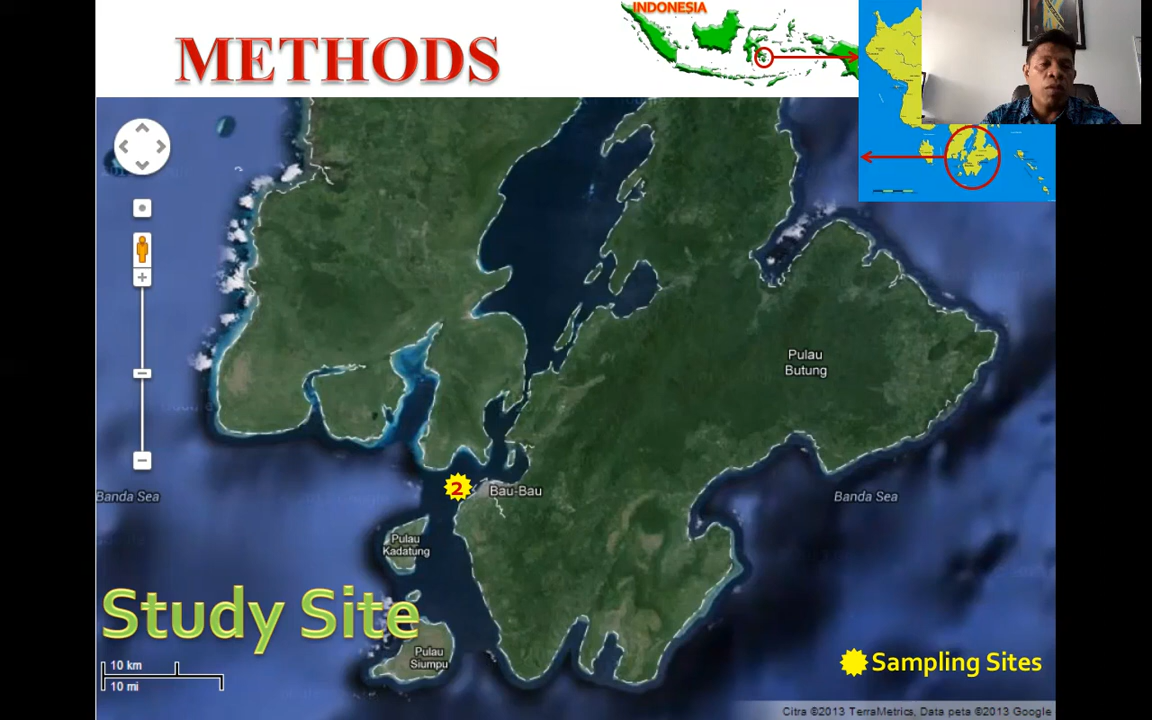 INDONESIA
METHODS
Pulau
Butung
2
Bau-Bau
Banda Sea
Banda Sea
Pulau
Kadatung
Study Site
Pulau
Siumpu
10 km
10 mi
Sampling Sites
Citra ©2013 TerraMetrics, Data peta ©2013 Google